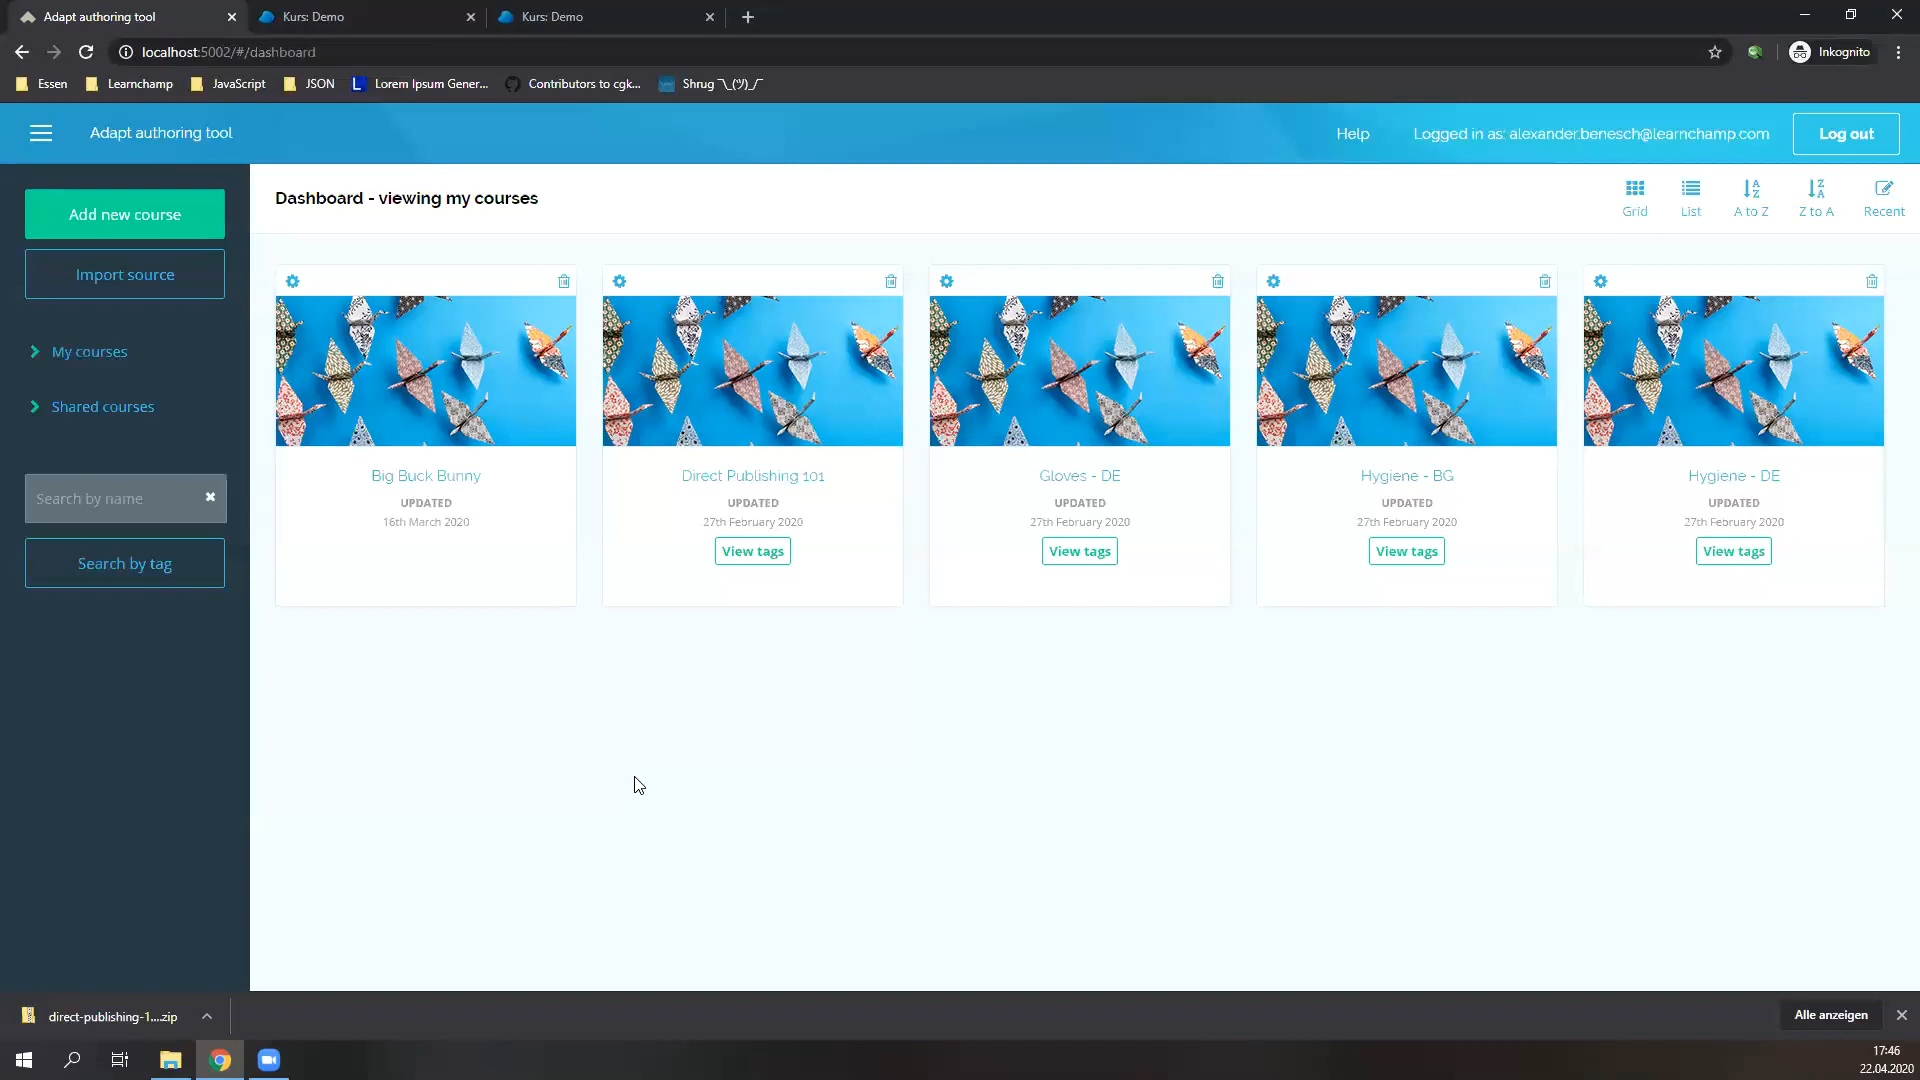 Adapt authoring tool
Kurs: Demo
Kurs: Demo
localhost:5002/#/dashboard
Inkognito
Essen
Learnchamp
JavaScript
JSON
Lorem Ipsum Gener...
Contributors to cgk...
Shrug ¯\_(ツ)_/¯
Adapt authoring tool
Help
Logged in as: alexander.benesch@learnchamp.com
Log out
Add new course
Import source
My courses
Shared courses
Search by name
Search by tag
Dashboard - viewing my courses
Grid
List
A to Z
Z to A
Recent
Big Buck Bunny
UPDATED
16th March 2020
Direct Publishing 101
UPDATED
27th February 2020
View tags
Gloves - DE
UPDATED
27th February 2020
View tags
Hygiene - BG
UPDATED
27th February 2020
View tags
Hygiene - DE
UPDATED
27th February 2020
View tags
direct-publishing-1....zip
Alle anzeigen
17:46
22.04.2020